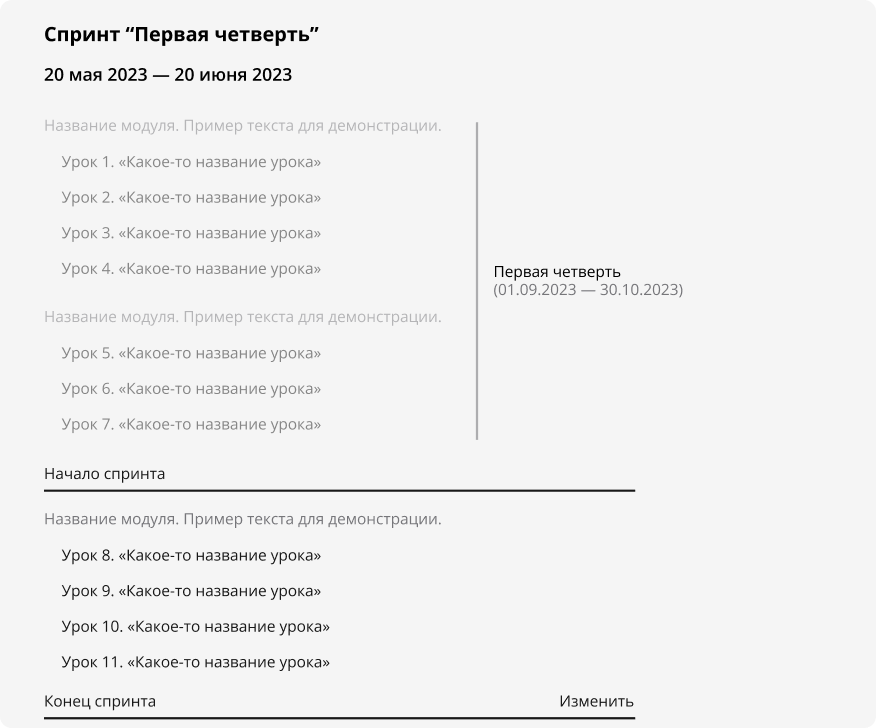 Спринт “Первая четверть”
20 мая 2023 — 20 июня 2023
Название модуля. Пример текста для демонстрации.
Урок 1. «Какое-то название урока»
Урок 2. «Какое-то название урока»
Урок 3. «Какое-то название урока»
Урок 4. «Какое-то название урока»
Первая четверть
(01.09.2023 — 30.10.2023)
Название модуля. Пример текста для демонстрации.
Урок 5. «Какое-то название урока»
Урок 6. «Какое-то название урока»
Урок 7. «Какое-то название урока»
Начало спринта
Название модуля. Пример текста для демонстрации.
Урок 8. «Какое-то название урока»
Урок 9. «Какое-то название урока»
Урок 10. «Какое-то название урока»
Урок 11. «Какое-то название урока»
Конец спринта Изменить